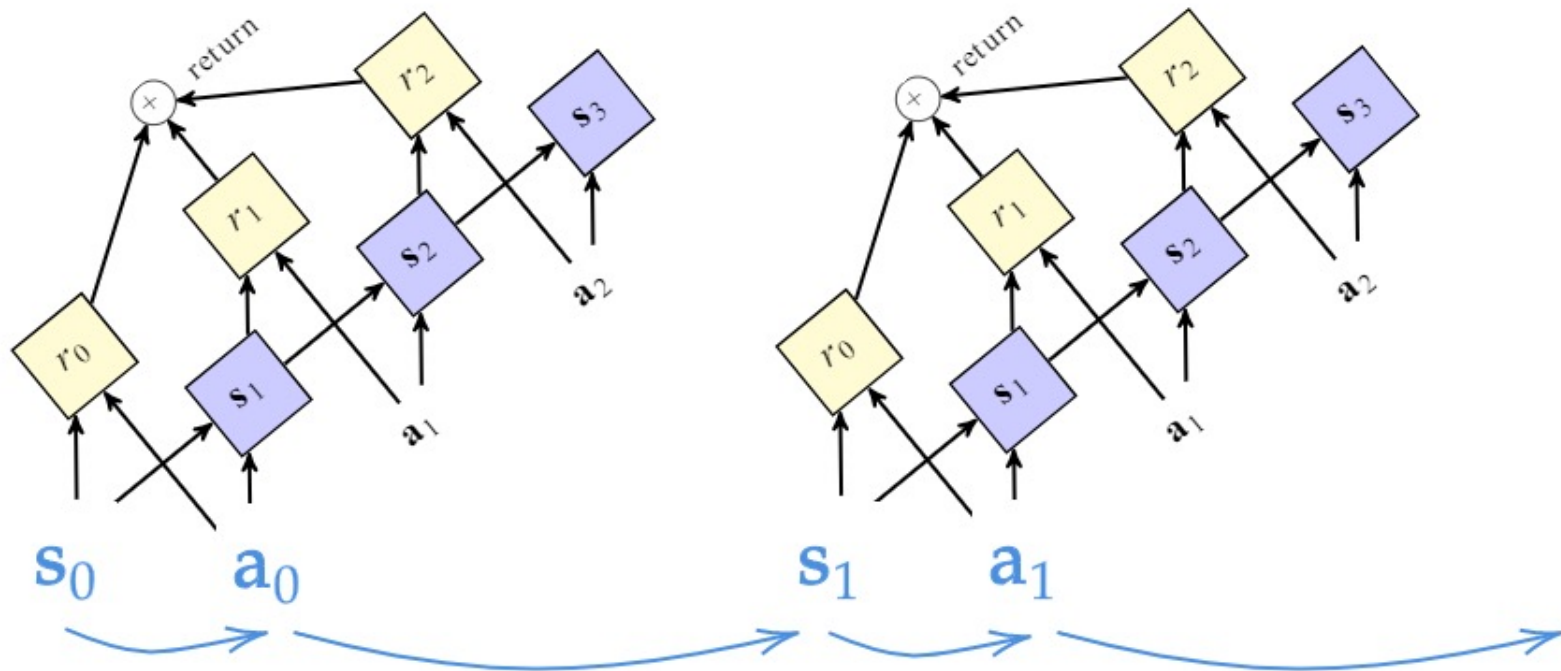 return
r₂
s₃
r₁
s₂
a₂
r₀
s₁
a₁
s₀ a₀
return
r₂
s₃
r₁
s₂
a₂
r₀
s₁
a₁
s₁ a₁